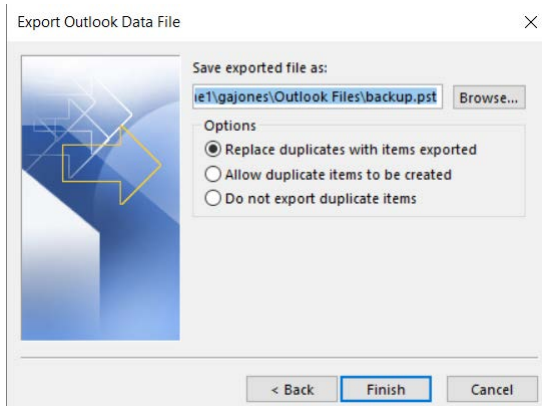 Export Outlook Data File
Save exported file as:
ie1\gajones\Outlook Files\backup.pst
Browse...
Options
Replace duplicates with items exported
Allow duplicate items to be created
Do not export duplicate items
< Back
Finish
Cancel